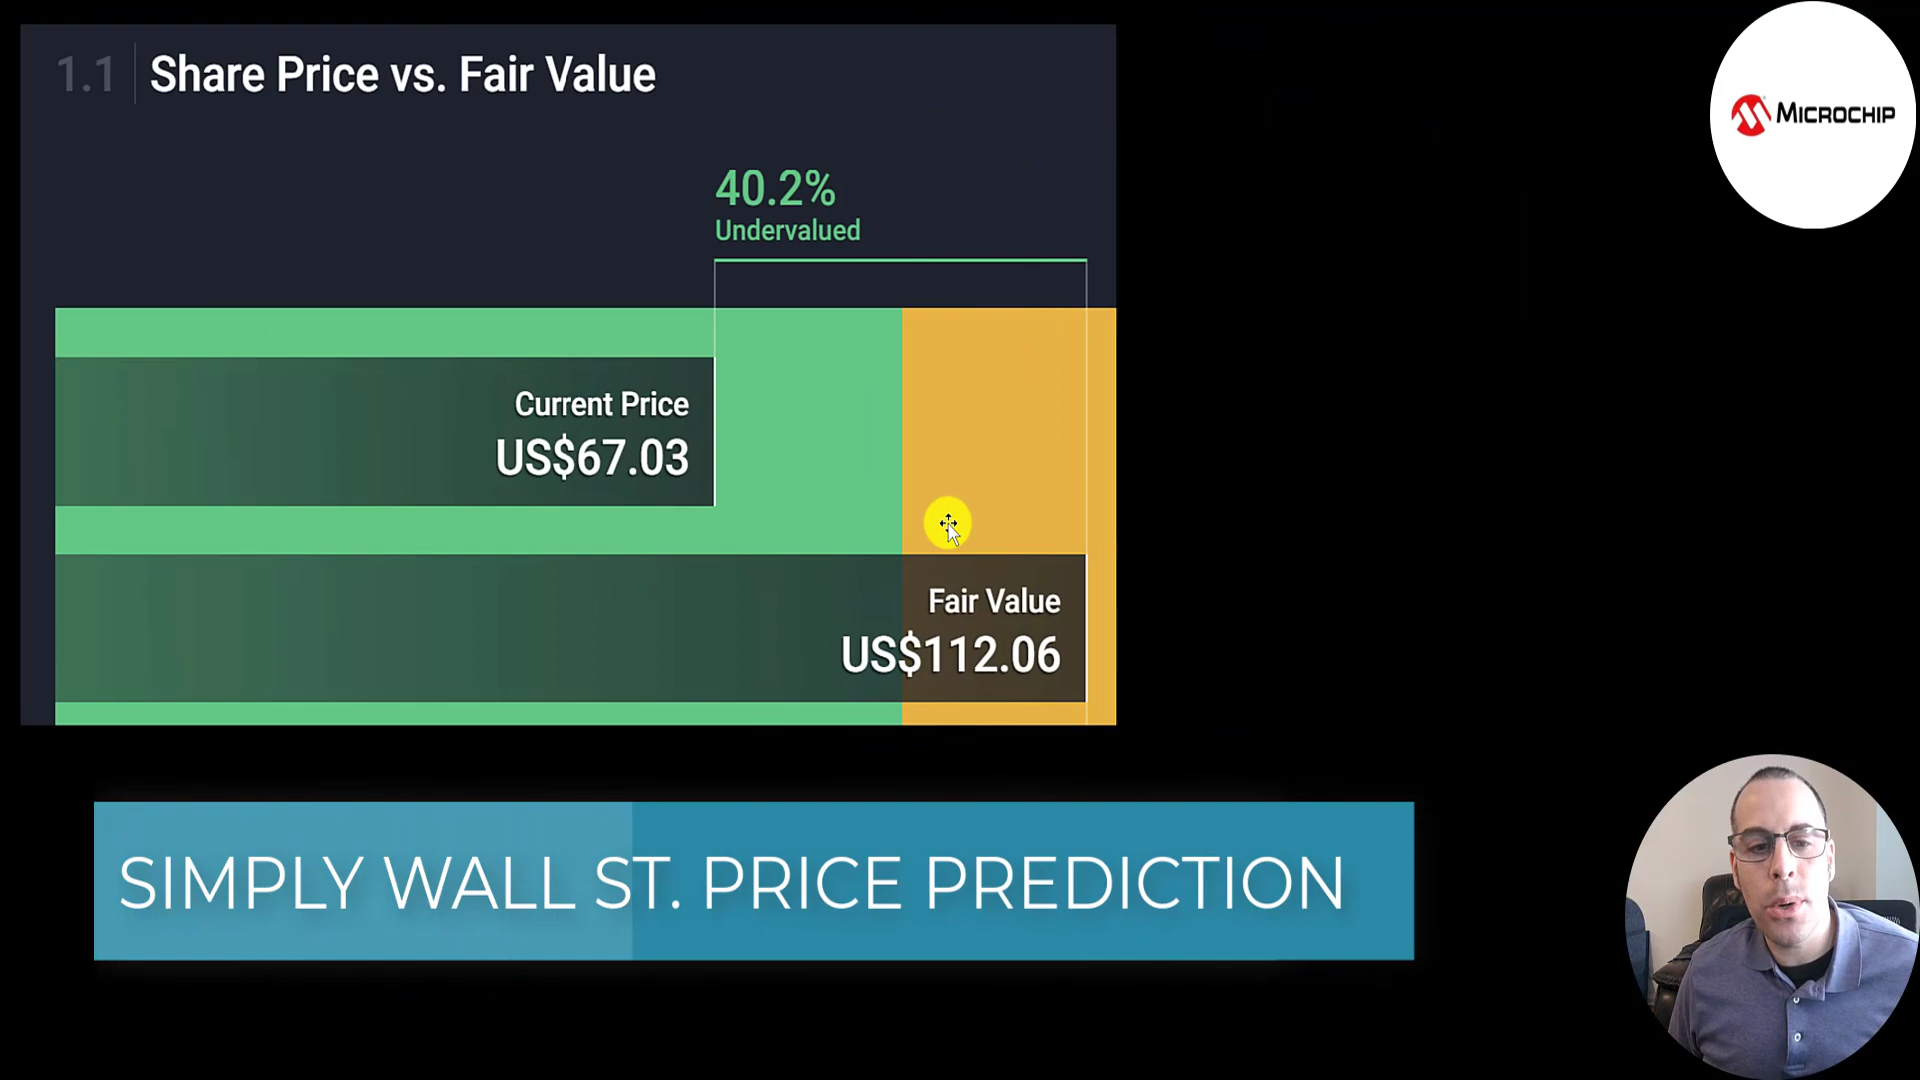 1.1 Share Price vs. Fair Value
MICROCHIP
40.2%
Undervalued
Current Price
US$67.03
Fair Value
US$112.06
SIMPLY WALL ST. PRICE PREDICTION